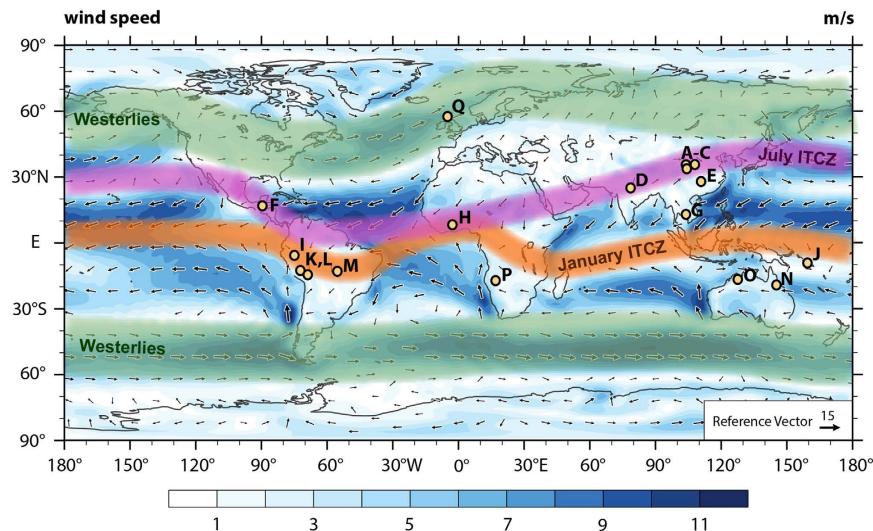 wind speed m/s
90°
60°
30°N
E
30°S
60°
90°
Westerlies
Q
A-C
July ITCZ
D
E
F
G
H
I
January ITCZ
J
K,L
M
P
O
N
Westerlies
Reference Vector 15
180° 150° 120° 90° 60° 30°W 0° 30°E 60° 90° 120° 150° 180°
1 3 5 7 9 11